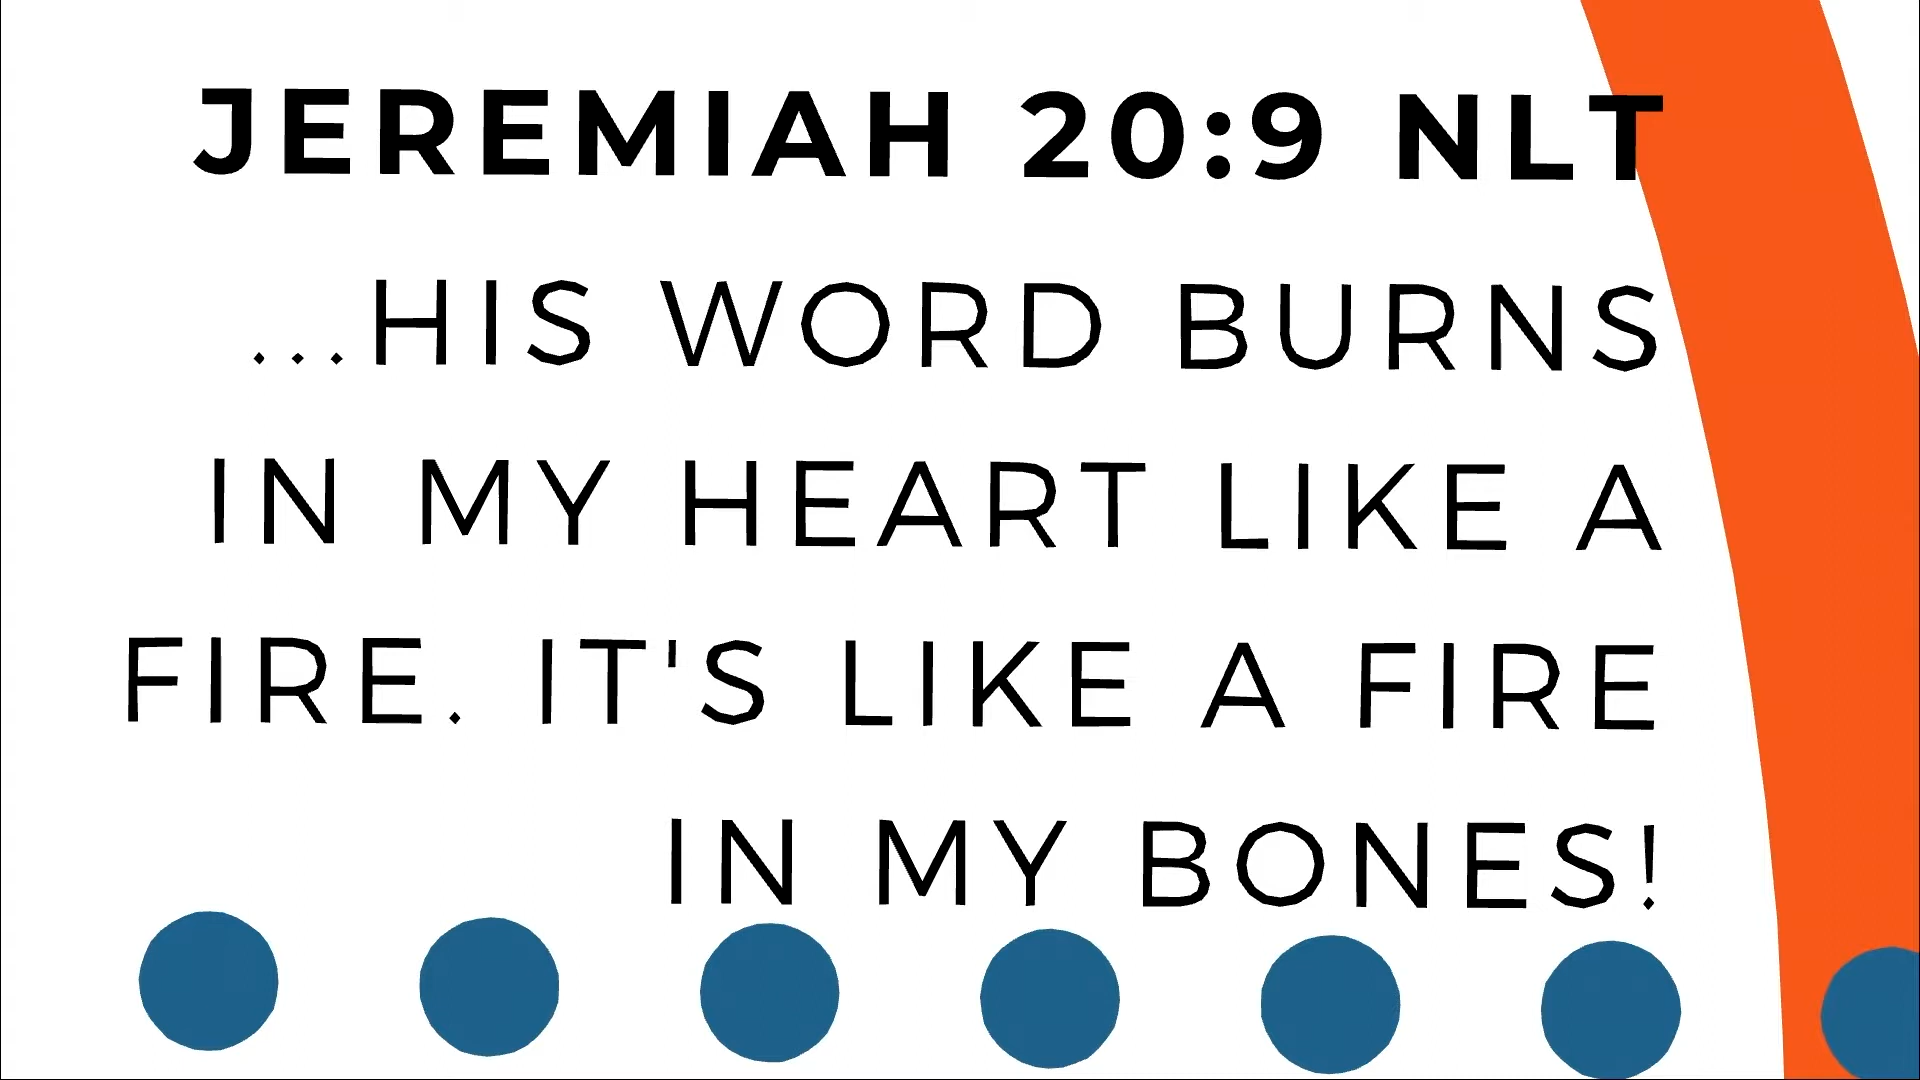 JEREMIAH 20:9 NLT
...HIS WORD BURNS
IN MY HEART LIKE A
FIRE. IT'S LIKE A FIRE
IN MY BONES!